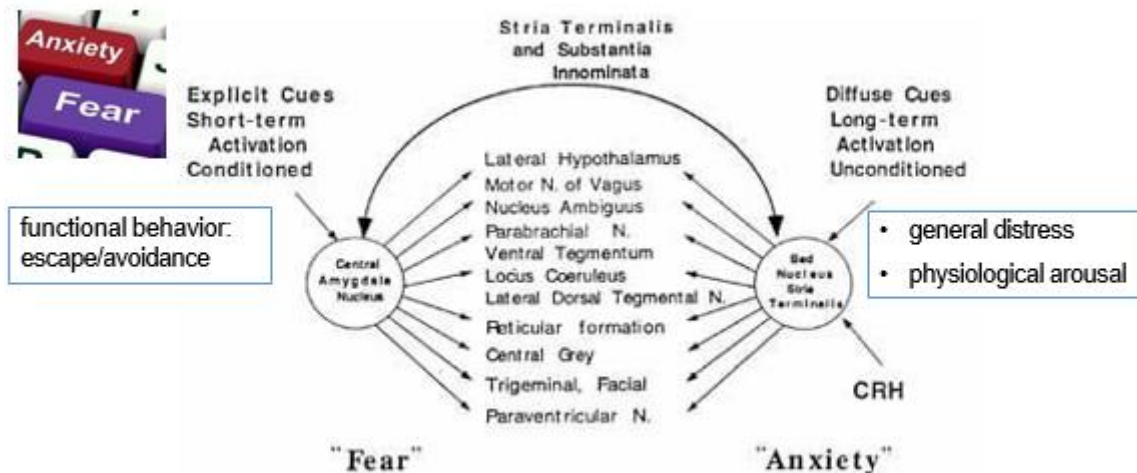 Anxiety
Fear
Stria Terminalis
and Substantia
Innominata
Explicit Cues
Short-term
Activation
Conditioned
Diffuse Cues
Long-term
Activation
Unconditioned
functional behavior:
escape/avoidance
Central
Amygdala
Nucleus
Lateral Hypothalamus
Motor N. of Vagus
Nucleus Ambiguus
Parabrachial N.
Ventral Tegmentum
Locus Coeruleus
Lateral Dorsal Tegmental N.
Reticular formation
Central Grey
Trigeminal, Facial
Paraventricular N.
Bed
Nucleus
Stria
Terminalis
• general distress
• physiological arousal
CRH
"Fear"
"Anxiety"